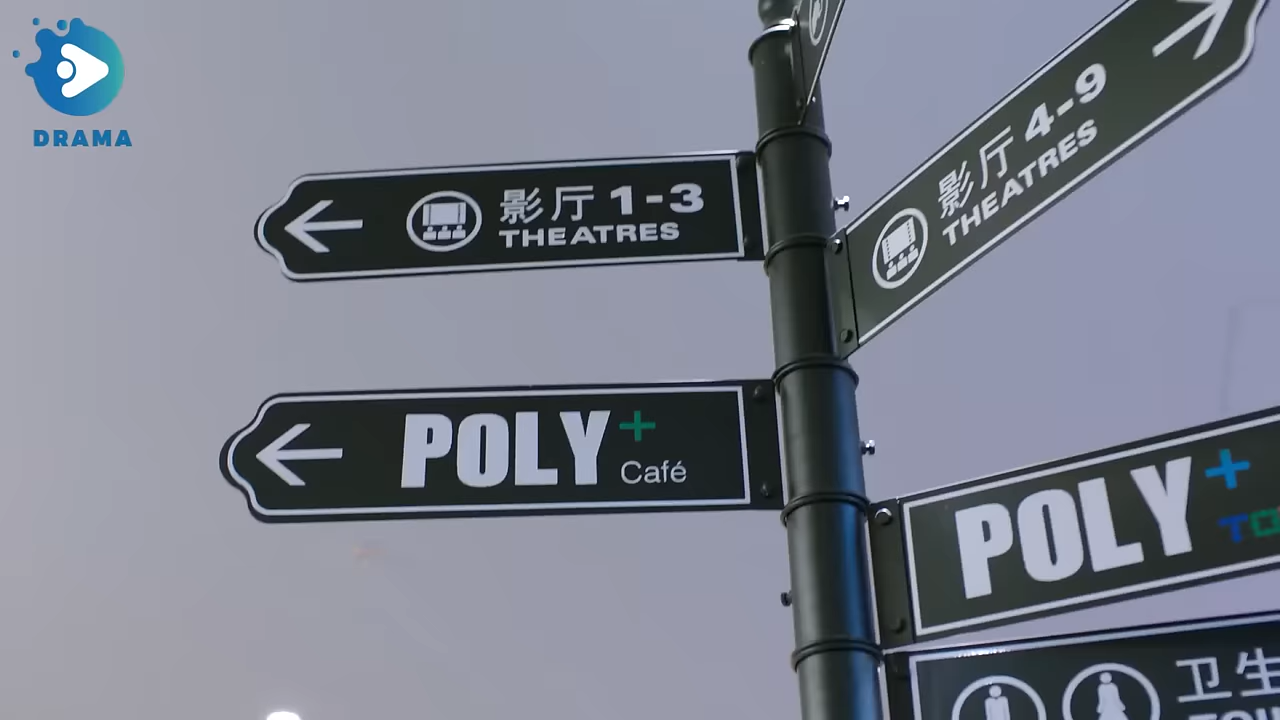 DRAMA
影厅 1-3
THEATRES
影厅 4-9
THEATRES
POLY+
Café
POLY+
卫生